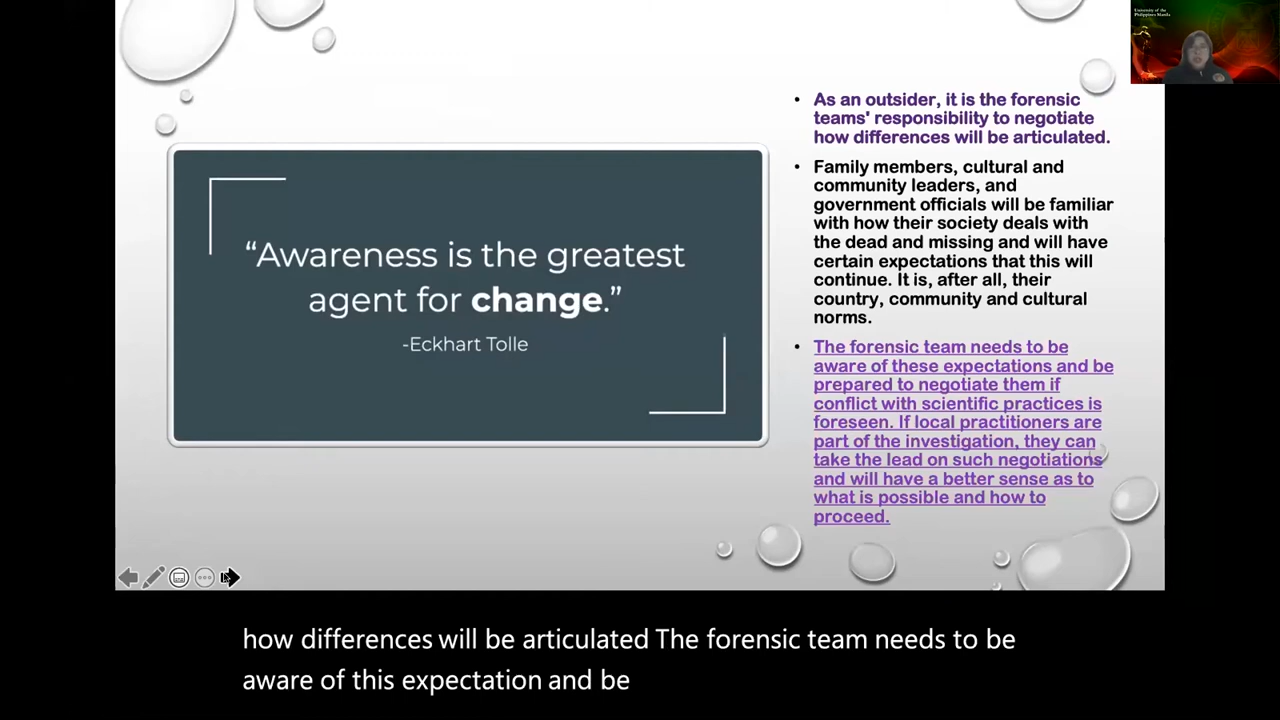 University of the
Philippines Manila
“Awareness is the greatest
agent for change.”
-Eckhart Tolle
• As an outsider, it is the forensic
teams' responsibility to negotiate
how differences will be articulated.
• Family members, cultural and
community leaders, and
government officials will be familiar
with how their society deals with
the dead and missing and will have
certain expectations that this will
continue. It is, after all, their
country, community and cultural
norms.
• The forensic team needs to be
aware of these expectations and be
prepared to negotiate them if
conflict with scientific practices is
foreseen. If local practitioners are
part of the investigation, they can
take the lead on such negotiations
and will have a better sense as to
what is possible and how to
proceed.
how differences will be articulated The forensic team needs to be
aware of this expectation and be